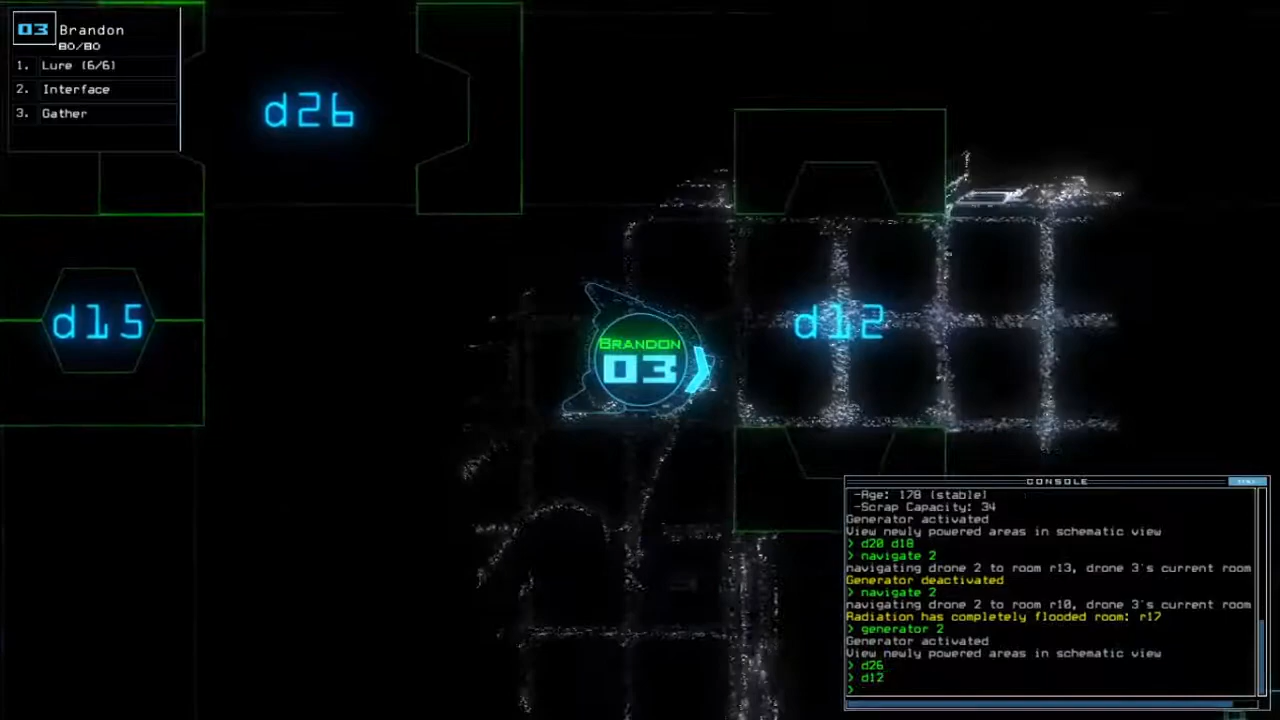 03 Brandon
80/80
1. Lure (6/6)
2. Interface
3. Gather
d26
d15
d12
BRANDON
03
CONSOLE
-Age: 178 (stable)
-Scrap Capacity: 34
Generator activated
View newly powered areas in schematic view
> d20 d18
> navigate 2
navigating drone 2 to room r13, drone 3's current room
Generator deactivated
> navigate 2
navigating drone 2 to room r10, drone 3's current room
Radiation has completely flooded room: r17
> generator 2
Generator activated
View newly powered areas in schematic view
> d26
> d12
>